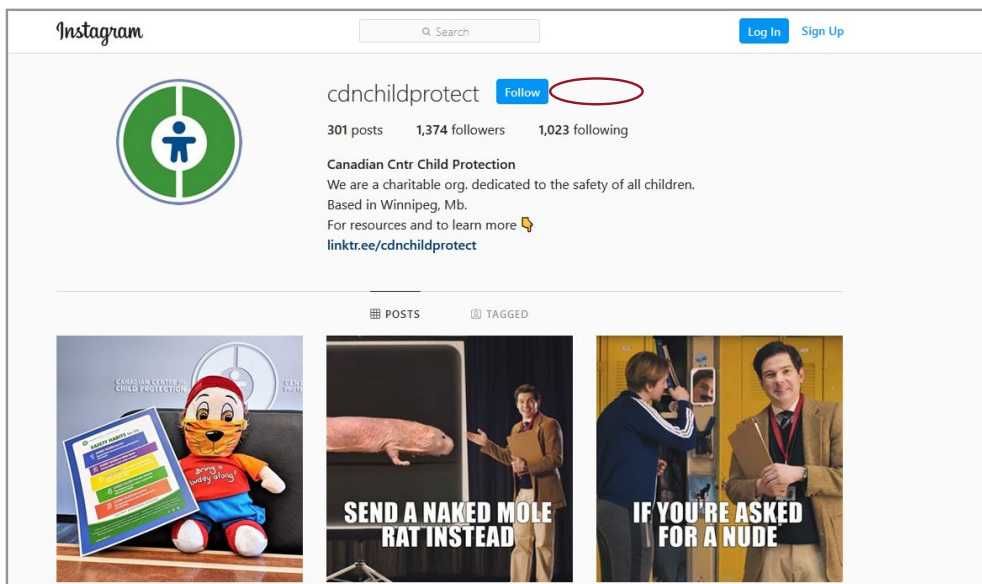 Instagram
Search
Log In
Sign Up
cdnchildprotect
Follow
301 posts 1,374 followers 1,023 following
Canadian Cntr Child Protection
We are a charitable org. dedicated to the safety of all children.
Based in Winnipeg, Mb.
For resources and to learn more 👇
linktr.ee/cdnchildprotect
POSTS
TAGGED
CANADIAN CENTRE for
CHILD PROTECTION
SAFETY HABITS
Bring a
buddy along!
SEND A NAKED MOLE
RAT INSTEAD
IF YOU'RE ASKED
FOR A NUDE